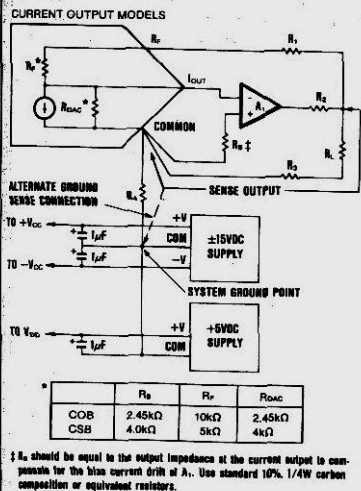 CURRENT OUTPUT MODELS
RF
R1
RF*
IOUT
RDAC*
A1
R2
COMMON
RB ‡
RL
R3
ALTERNATE GROUND
SENSE CONNECTION
RA
SENSE OUTPUT
TO +VCC
+V
1µF
COM
±15VDC
SUPPLY
1µF
TO -VCC
-V
SYSTEM GROUND POINT
TO VDD
+V
+5VDC
SUPPLY
1µF
COM
*
RB RF RDAC
COB 2.45kΩ 10kΩ 2.45kΩ
CSB 4.0kΩ 5kΩ 4kΩ
‡ RB should be equal to the output impedance at the current output to com-
pensate for the bias current drift of A1. Use standard 10%, 1/4W carbon
composition or equivalent resistors.